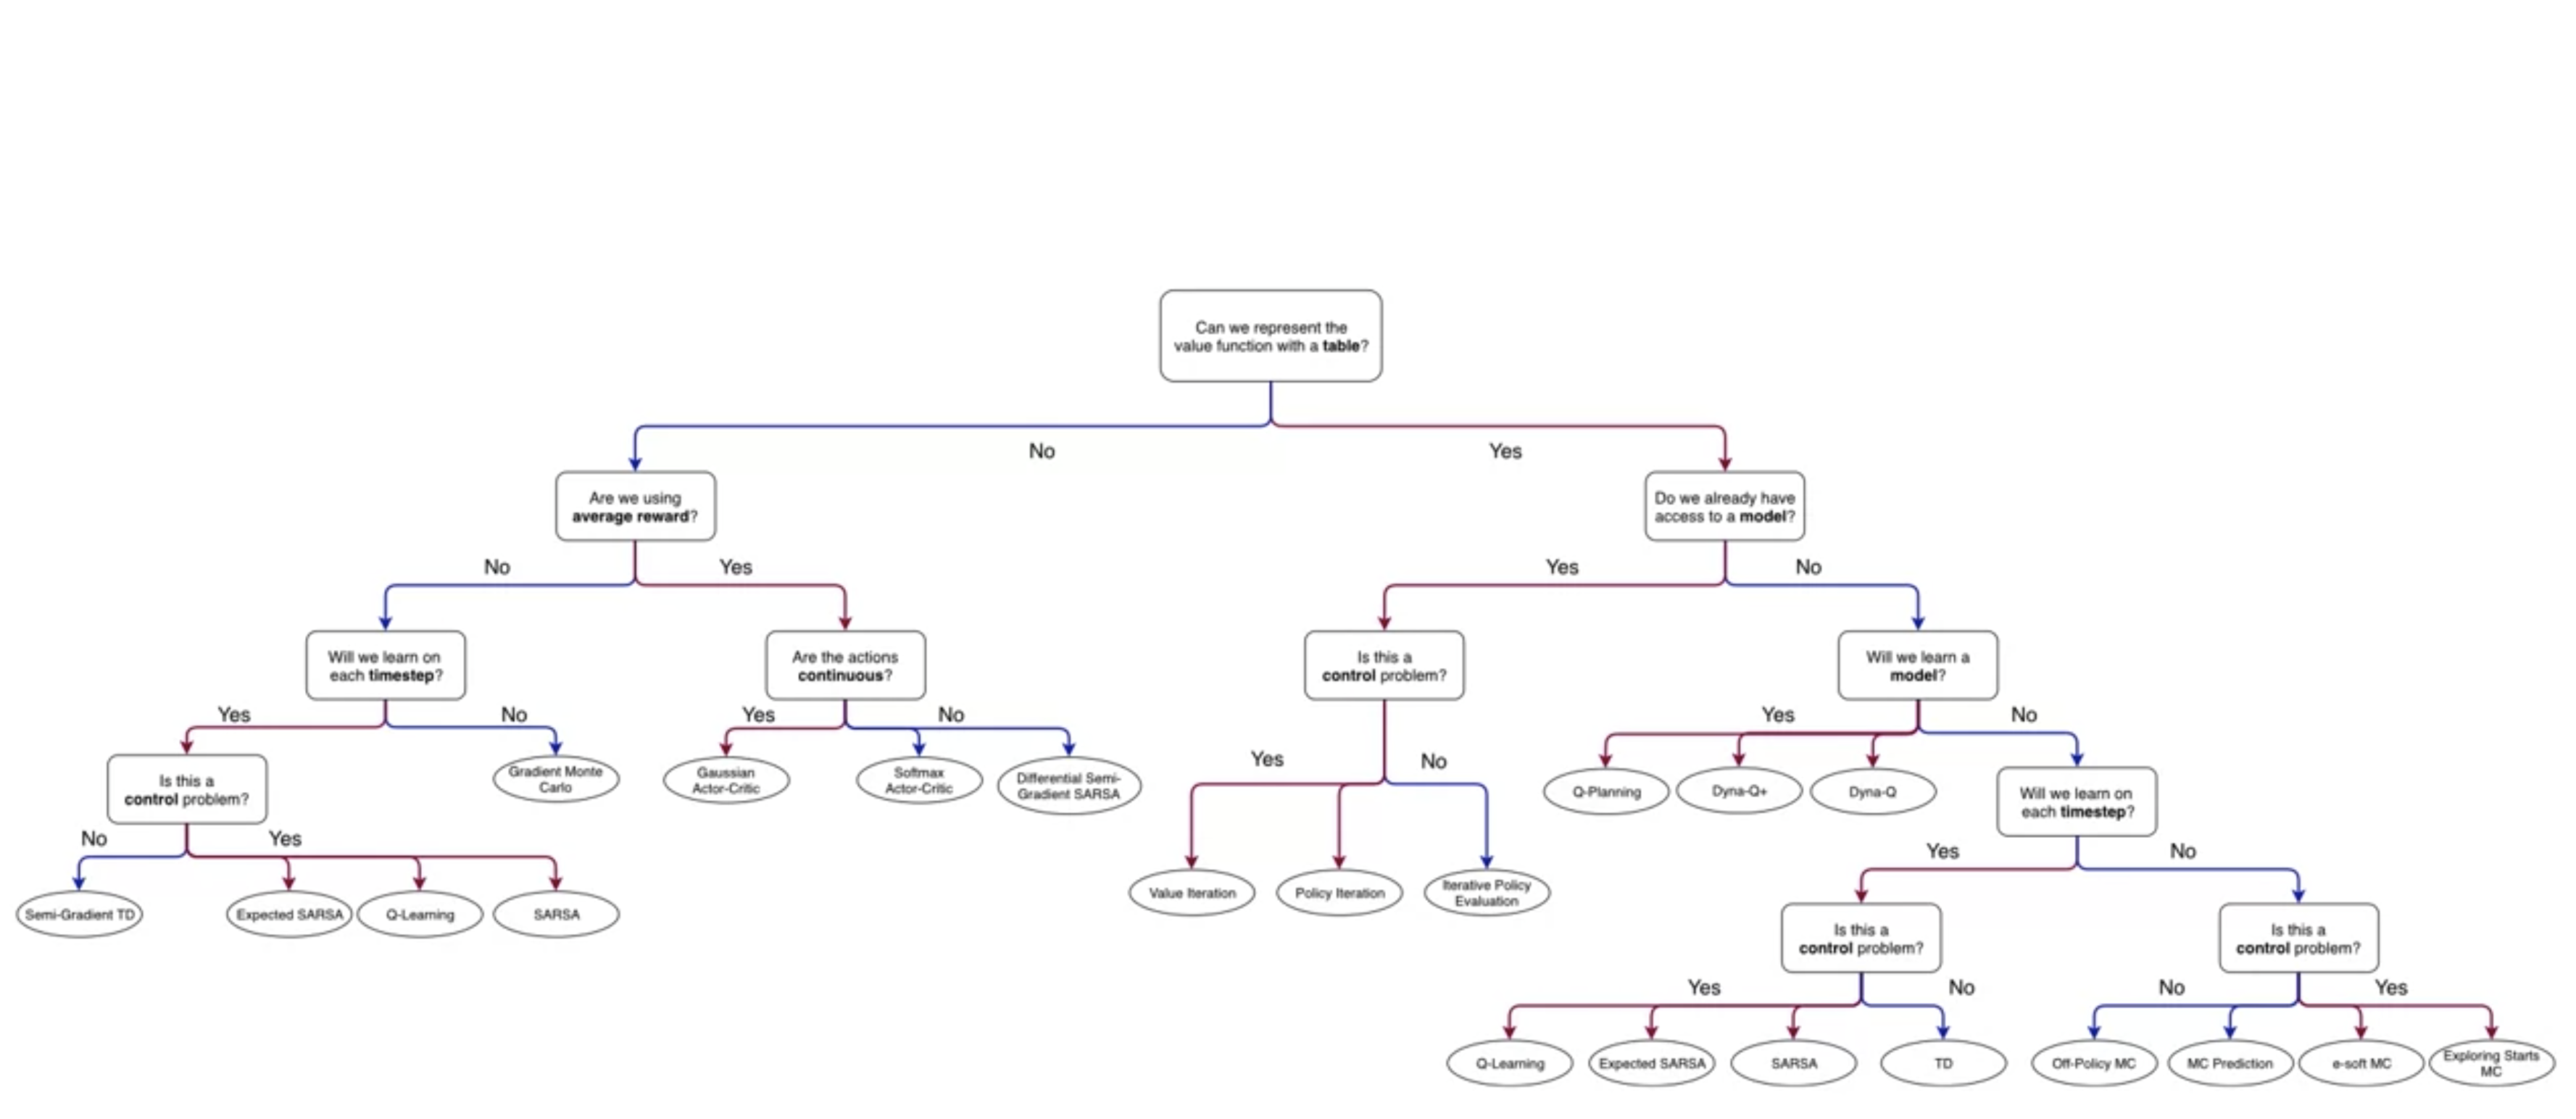 Can we represent the
value function with a table?
No
Yes
Are we using
average reward?
Do we already have
access to a model?
No
Yes
Yes
No
Will we learn on
each timestep?
Are the actions
continuous?
Is this a
control problem?
Will we learn a
model?
Yes
No
Yes
No
Yes
No
Yes
No
Is this a
control problem?
Gradient Monte
Carlo
Gaussian
Actor-Critic
Softmax
Actor-Critic
Differential Semi-
Gradient SARSA
Q-Planning
Dyna-Q+
Dyna-Q
Will we learn on
each timestep?
No
Yes
Yes
No
Semi-Gradient TD
Expected SARSA
Q-Learning
SARSA
Value Iteration
Policy Iteration
Iterative Policy
Evaluation
Is this a
control problem?
Is this a
control problem?
Yes
No
No
Yes
Q-Learning
Expected SARSA
SARSA
TD
Off-Policy MC
MC Prediction
e-soft MC
Exploring Starts
MC